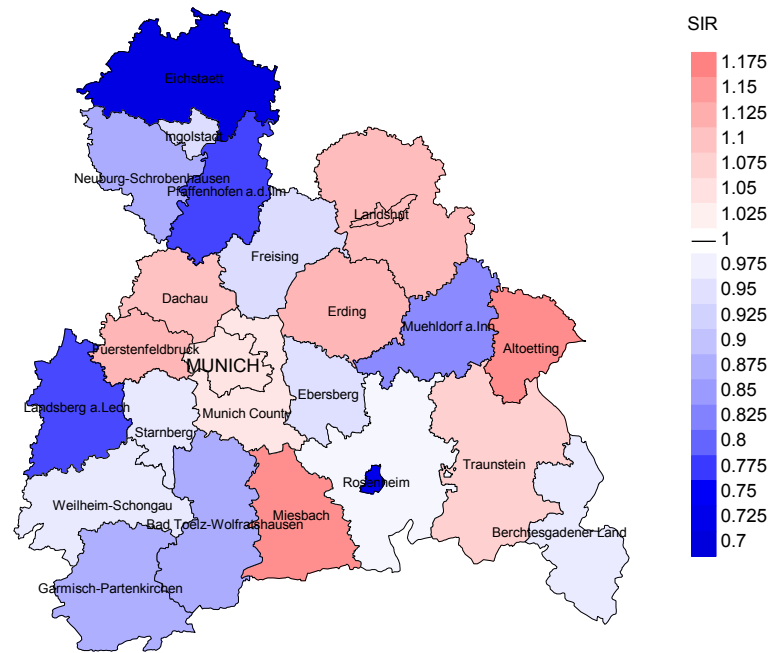 SIR
1.175
1.15
1.125
1.1
1.075
1.05
1.025
1
0.975
0.95
0.925
0.9
0.875
0.85
0.825
0.8
0.775
0.75
0.725
0.7
Eichstaett
Ingolstadt
Neuburg-Schrobenhausen
Pfaffenhofen a.d.Ilm
Landshut
Freising
Dachau
Erding
Muehldorf a.Inn
Altoetting
Fuerstenfeldbruck
MUNICH
Ebersberg
Landsberg a.Lech
Munich County
Starnberg
Traunstein
Rosenheim
Weilheim-Schongau
Miesbach
Bad Toelz-Wolfratshausen
Berchtesgadener Land
Garmisch-Partenkirchen